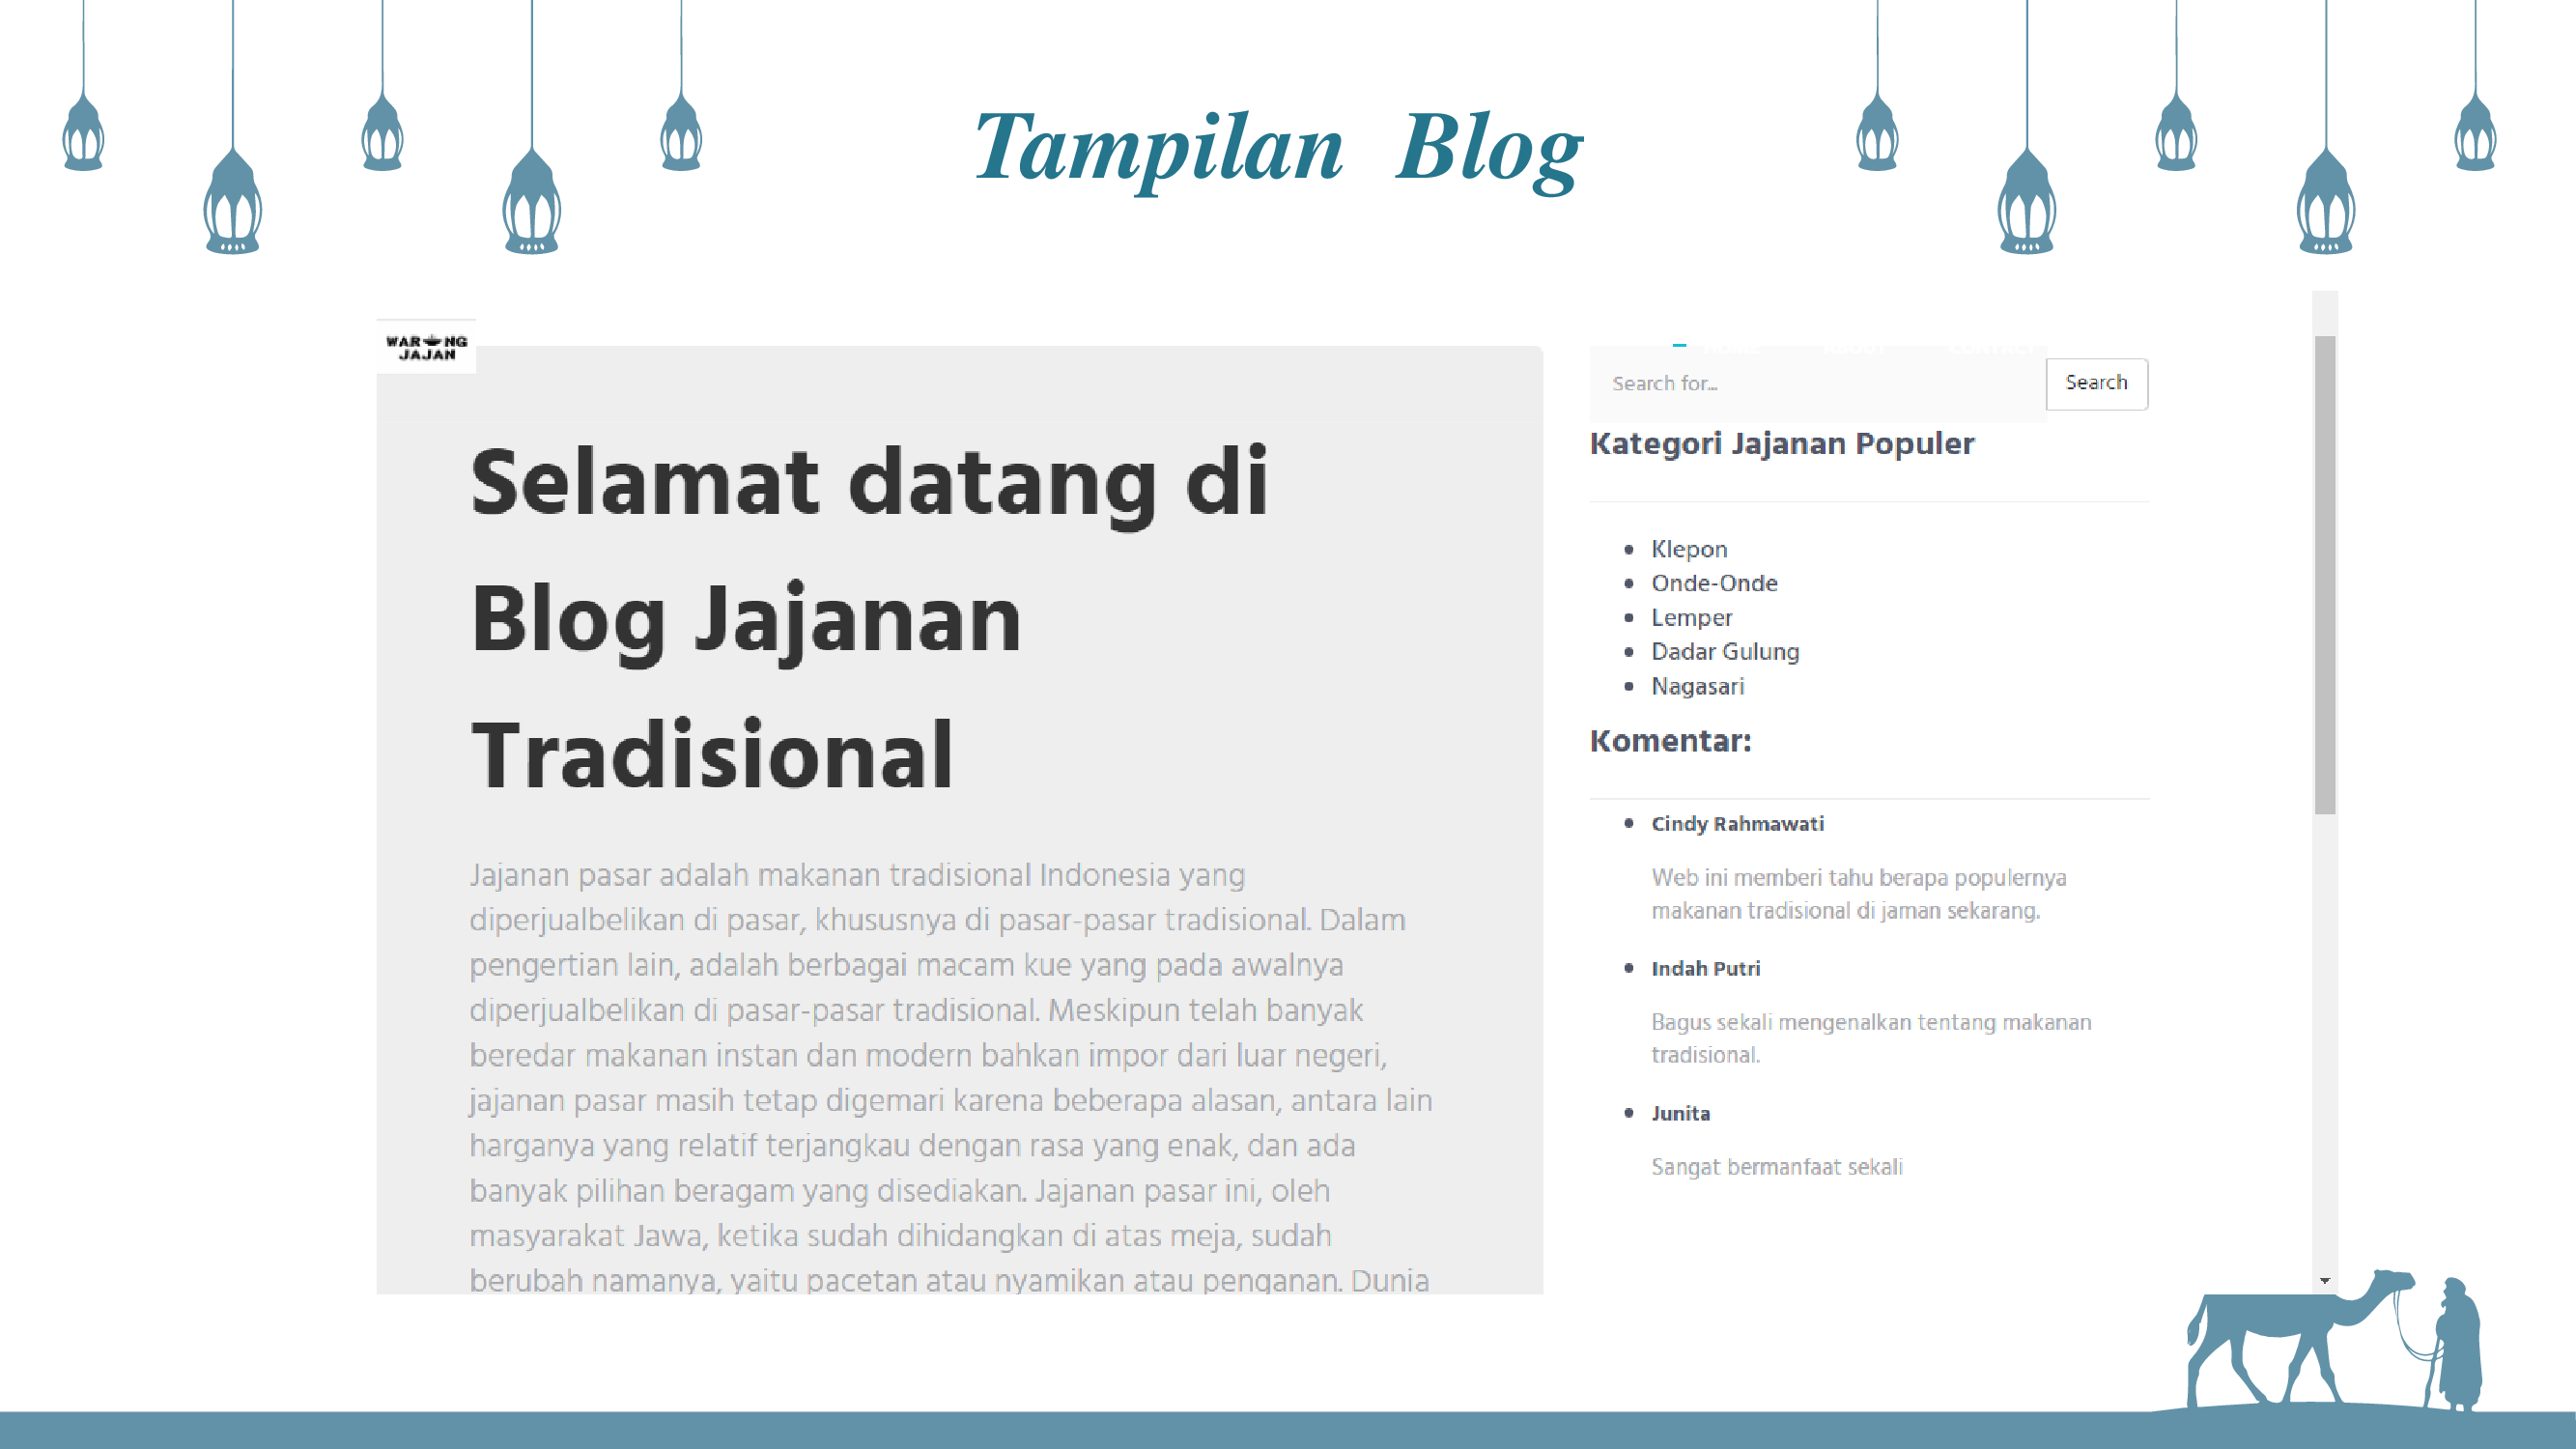 Tampilan Blog
WARUNG
JAJAN
Selamat datang di
Blog Jajanan
Tradisional
Jajanan pasar adalah makanan tradisional Indonesia yang
diperjualbelikan di pasar, khususnya di pasar-pasar tradisional. Dalam
pengertian lain, adalah berbagai macam kue yang pada awalnya
diperjualbelikan di pasar-pasar tradisional. Meskipun telah banyak
beredar makanan instan dan modern bahkan impor dari luar negeri,
jajanan pasar masih tetap digemari karena beberapa alasan, antara lain
harganya yang relatif terjangkau dengan rasa yang enak, dan ada
banyak pilihan beragam yang disediakan. Jajanan pasar ini, oleh
masyarakat Jawa, ketika sudah dihidangkan di atas meja, sudah
berubah namanya, yaitu pacetan atau nyamikan atau penganan. Dunia
Search for...
Search
Kategori Jajanan Populer
Klepon
Onde-Onde
Lemper
Dadar Gulung
Nagasari
Komentar:
Cindy Rahmawati
Web ini memberi tahu berapa populernya
makanan tradisional di jaman sekarang.
Indah Putri
Bagus sekali mengenalkan tentang makanan
tradisional.
Junita
Sangat bermanfaat sekali